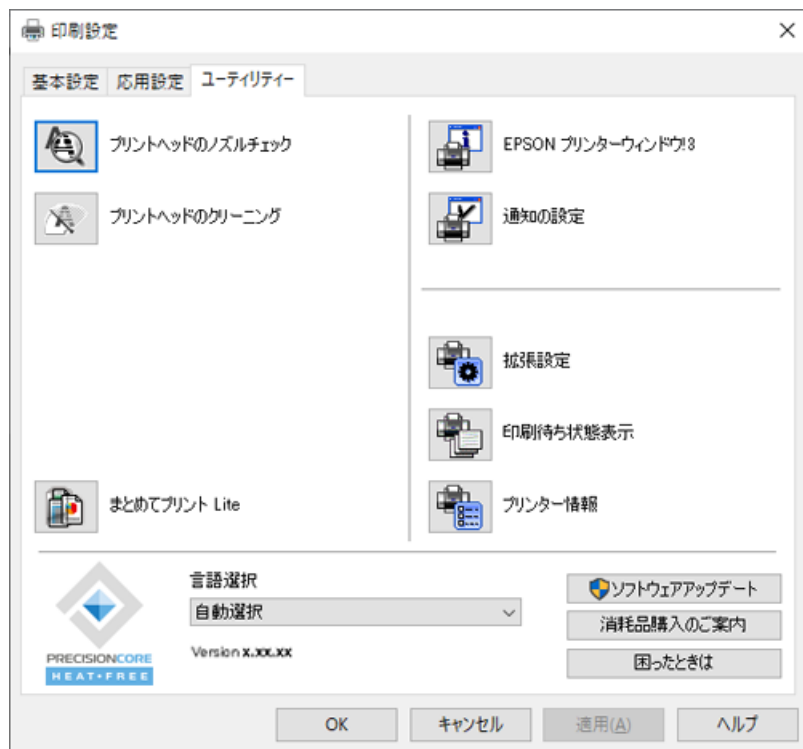 印刷設定
基本設定
応用設定
ユーティリティー
プリントヘッドのノズルチェック
プリントヘッドのクリーニング
まとめてプリント Lite
EPSON プリンターウィンドウ!3
通知の設定
拡張設定
印刷待ち状態表示
プリンター情報
PRECISIONCORE
HEAT•FREE
言語選択
自動選択
Version x.xx.xx
ソフトウェアアップデート
消耗品購入のご案内
困ったときは
OK
キャンセル
適用(A)
ヘルプ